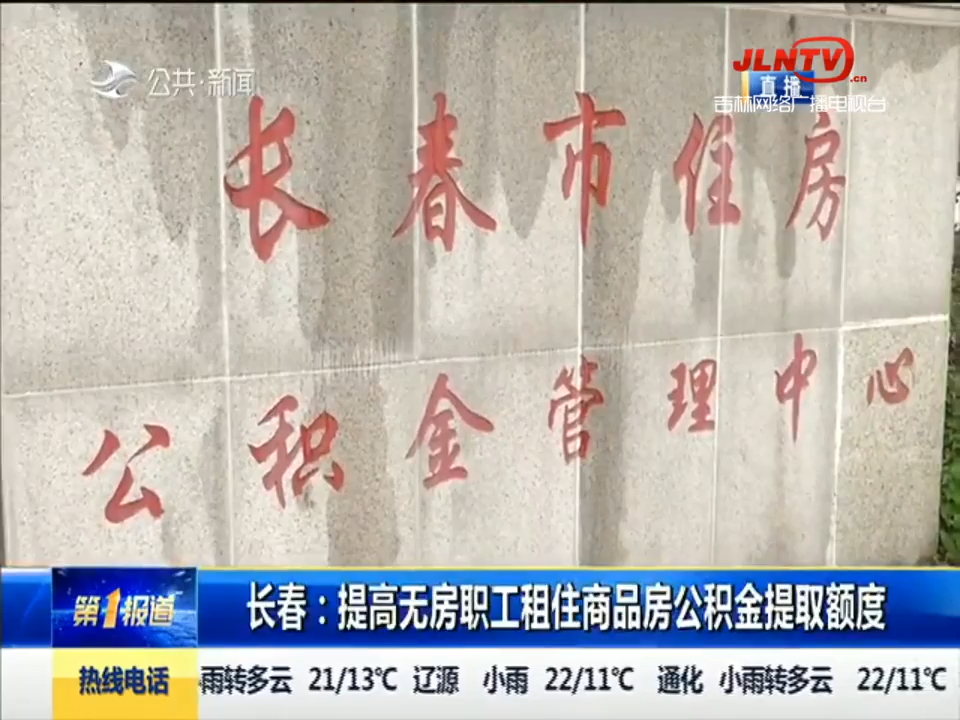 公共·新闻
JLNTV.cn
直播
吉林网络广播电视台
长春市住房
公积金管理中心
第1报道
长春：提高无房职工租住商品房公积金提取额度
热线电话
雨转多云 21/13℃ 辽源 小雨 22/11℃ 通化 小雨转多云 22/11℃